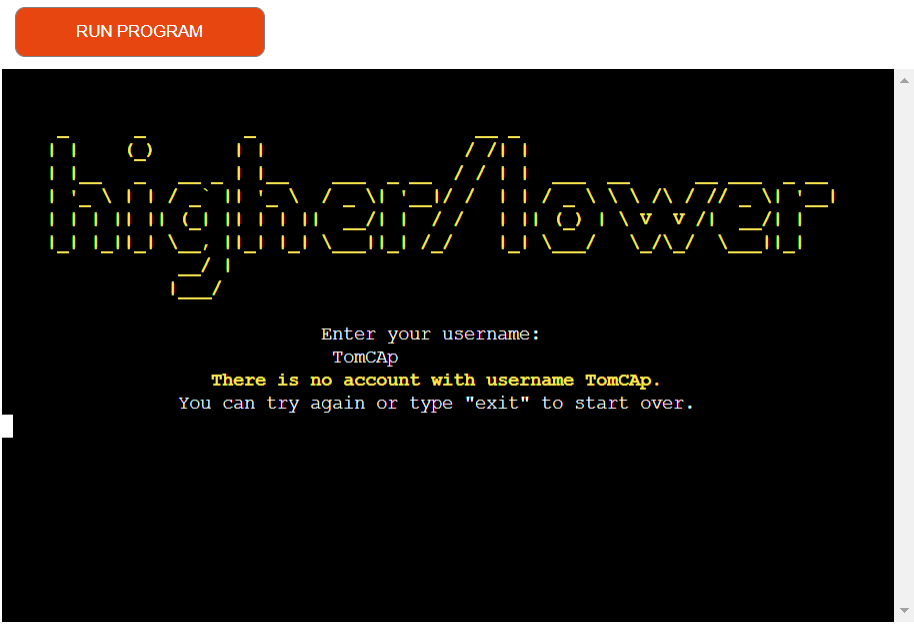 RUN PROGRAM
higher/lower
Enter your username:
TomCAp
There is no account with username TomCAp.
You can try again or type "exit" to start over.